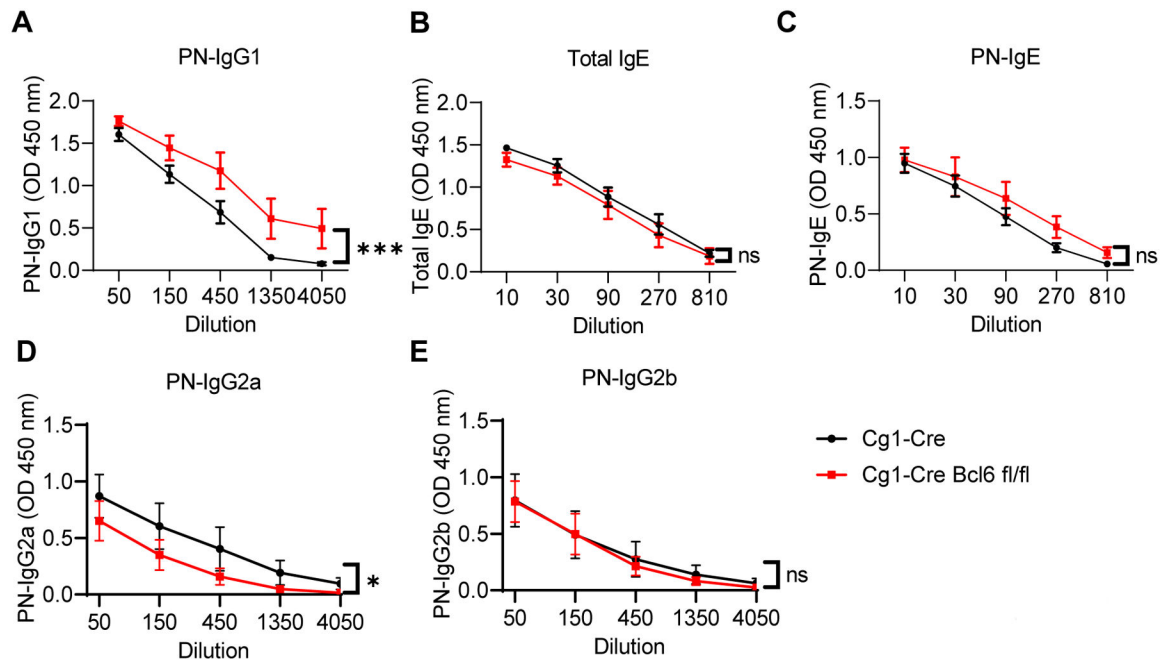 A
PN-IgG1
PN-IgG1 (OD 450 nm)
2.0
1.5
1.0
0.5
0.0
50 150 450 1350 4050
Dilution
***
B
Total IgE
Total IgE (OD 450 nm)
2.0
1.5
1.0
0.5
0.0
10 30 90 270 810
Dilution
ns
C
PN-IgE
PN-IgE (OD 450 nm)
1.5
1.0
0.5
0.0
10 30 90 270 810
Dilution
ns
D
PN-IgG2a
PN-IgG2a (OD 450 nm)
1.5
1.0
0.5
0.0
50 150 450 1350 4050
Dilution
*
E
PN-IgG2b
PN-IgG2b (OD 450 nm)
1.5
1.0
0.5
0.0
50 150 450 1350 4050
Dilution
ns
Cg1-Cre
Cg1-Cre Bcl6 fl/fl